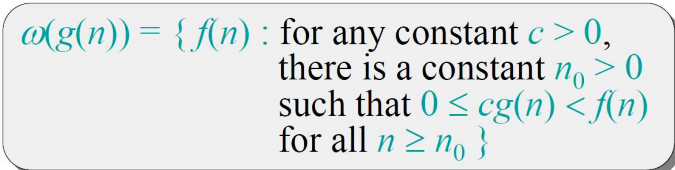 ω(g(n)) = { f(n) : for any constant c > 0,
there is a constant n₀ > 0
such that 0 ≤ cg(n) < f(n)
for all n ≥ n₀ }